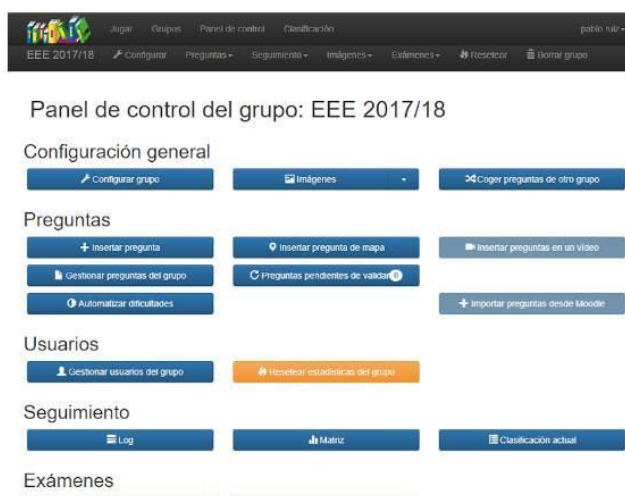 Jugar Grupos Panel de control Clasificación pablo rutz
EEE 2017/18 Configurar Preguntas Seguimiento Imágenes Exámenes Resetear Borrar grupo
Panel de control del grupo: EEE 2017/18
Configuración general
Configurar grupo Imágenes Coger preguntas de otro grupo
Preguntas
Insertar pregunta Insertar pregunta de mapa Insertar preguntas en un vídeo
Gestionar preguntas del grupo Preguntas pendientes de validar 0
Automatizar dificultades Importar preguntas desde Moodle
Usuarios
Gestionar usuarios del grupo Resetear estadísticas del grupo
Seguimiento
Log Matriz Clasificación actual
Exámenes